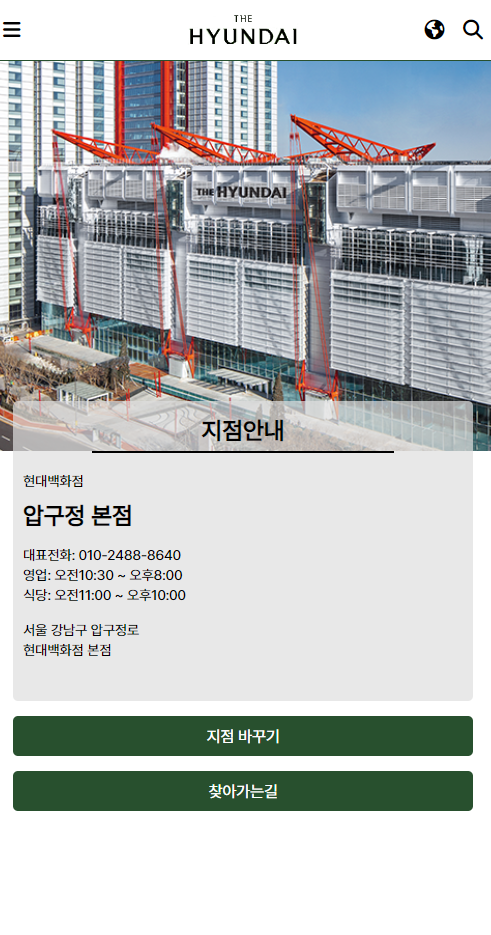 THE
HYUNDAI
THE HYUNDAI
지점안내
현대백화점
압구정 본점
대표전화: 010-2488-8640
영업: 오전10:30 ~ 오후8:00
식당: 오전11:00 ~ 오후10:00
서울 강남구 압구정로
현대백화점 본점
지점 바꾸기
찾아가는길